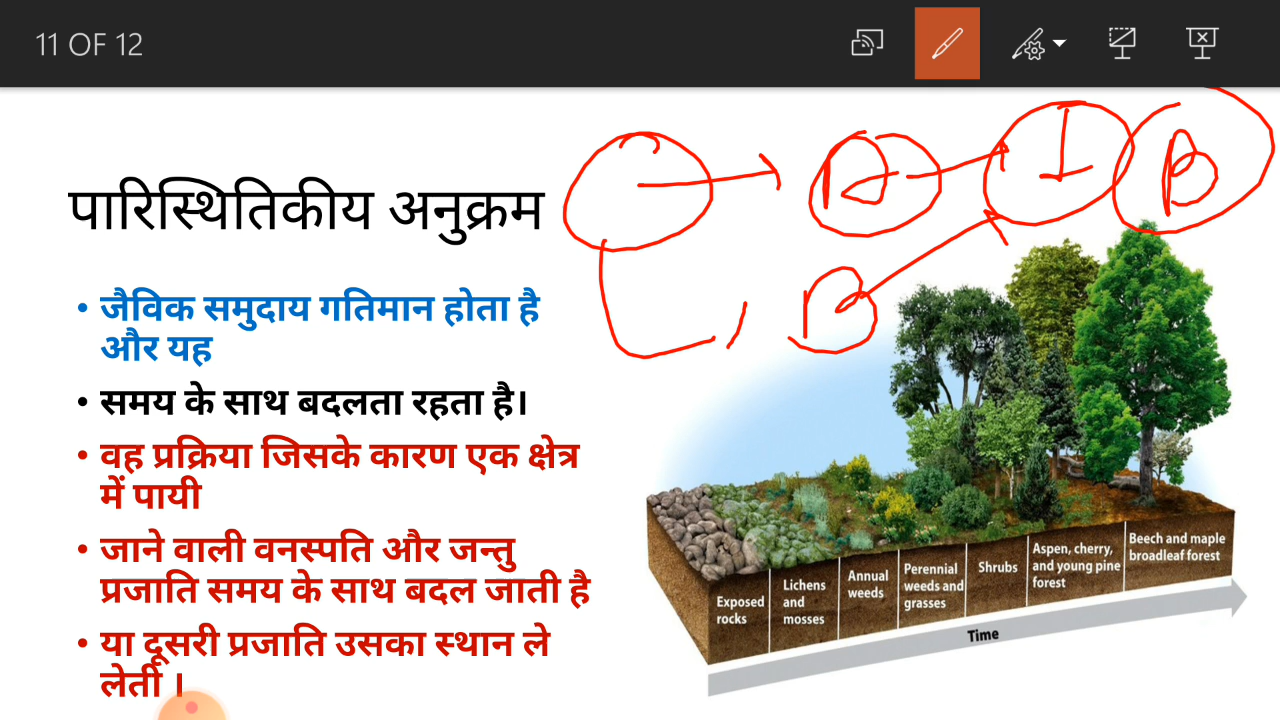 11 OF 12
पारिस्थितिकीय अनुक्रम
• जैविक समुदाय गतिमान होता है
और यह
• समय के साथ बदलता रहता है।
• वह प्रक्रिया जिसके कारण एक क्षेत्र
में पायी
• जाने वाली वनस्पति और जन्तु
प्रजाति समय के साथ बदल जाती है
• या दूसरी प्रजाति उसका स्थान ले
लेती ।
A
I
B
B
Exposed
rocks
Lichens
and
mosses
Annual
weeds
Perennial
weeds and
grasses
Shrubs
Aspen, cherry,
and young pine
forest
Beech and maple
broadleaf forest
Time